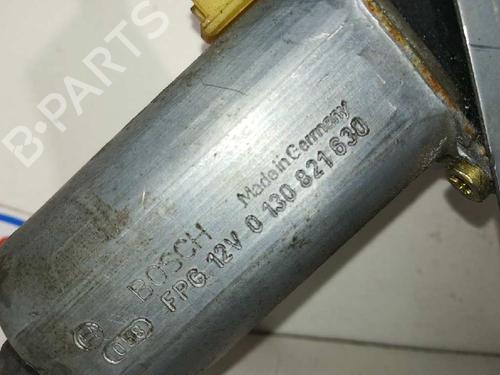 B-PARTS
Made in Germany
BOSCH
FPG 12V 0 130 821 630